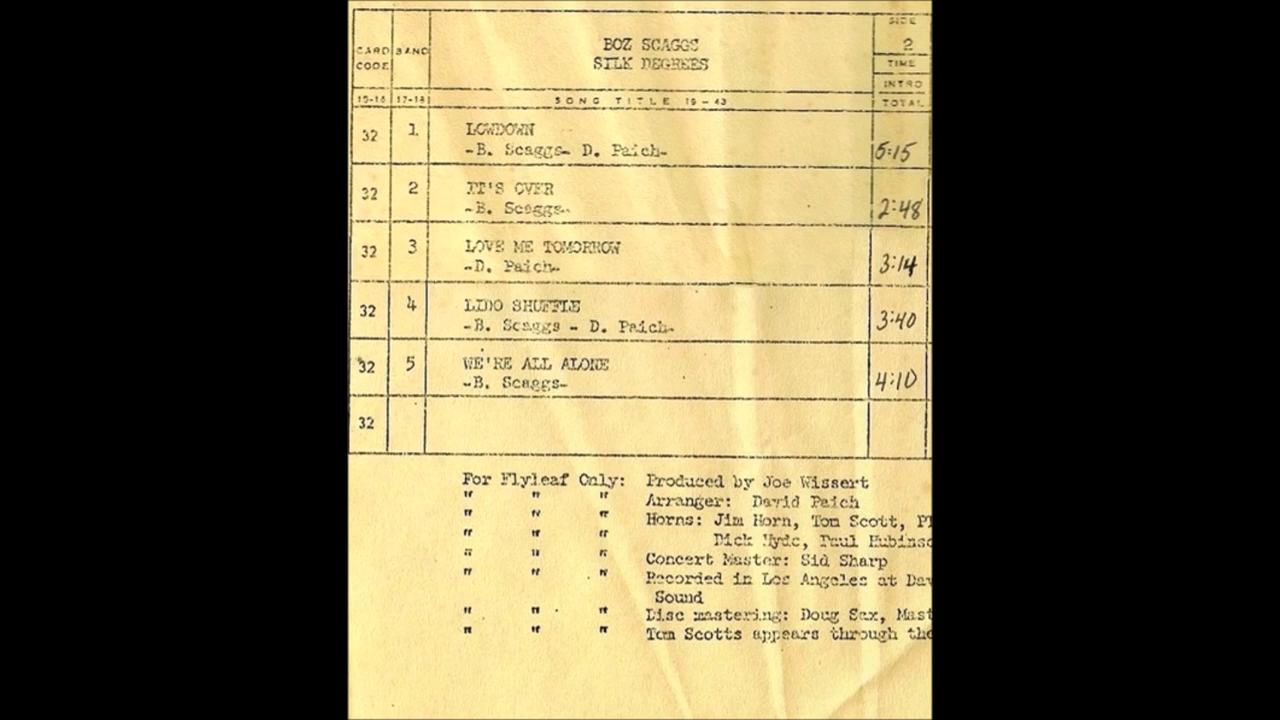 SIDE
CARD BAND BOZ SCAGGS 2
CODE SILK DEGREES TIME
INTRO
15-16 17-18 SONG TITLE 19-43 TOTAL
32 1 LOWDOWN
-B. Scaggs- D. Paich- 5:15
32 2 IT'S OVER
-B. Scaggs- 2:48
32 3 LOVE ME TOMORROW
-D. Paich- 3:14
32 4 LIDO SHUFFLE
-B. Scaggs - D. Paich- 3:40
32 5 WE'RE ALL ALONE
-B. Scaggs- 4:10
32
For Flyleaf Only: Produced by Joe Wissert
" " " Arranger: David Paich
" " " Horns: Jim Horn, Tom Scott,
" " " Dick Hyde, Paul
" " " Concert Master: Sid Sharp
" " " Recorded in Los Angeles at
Sound
" " " Disc mastering: Doug Sax,
" " " Tom Scotts appears through